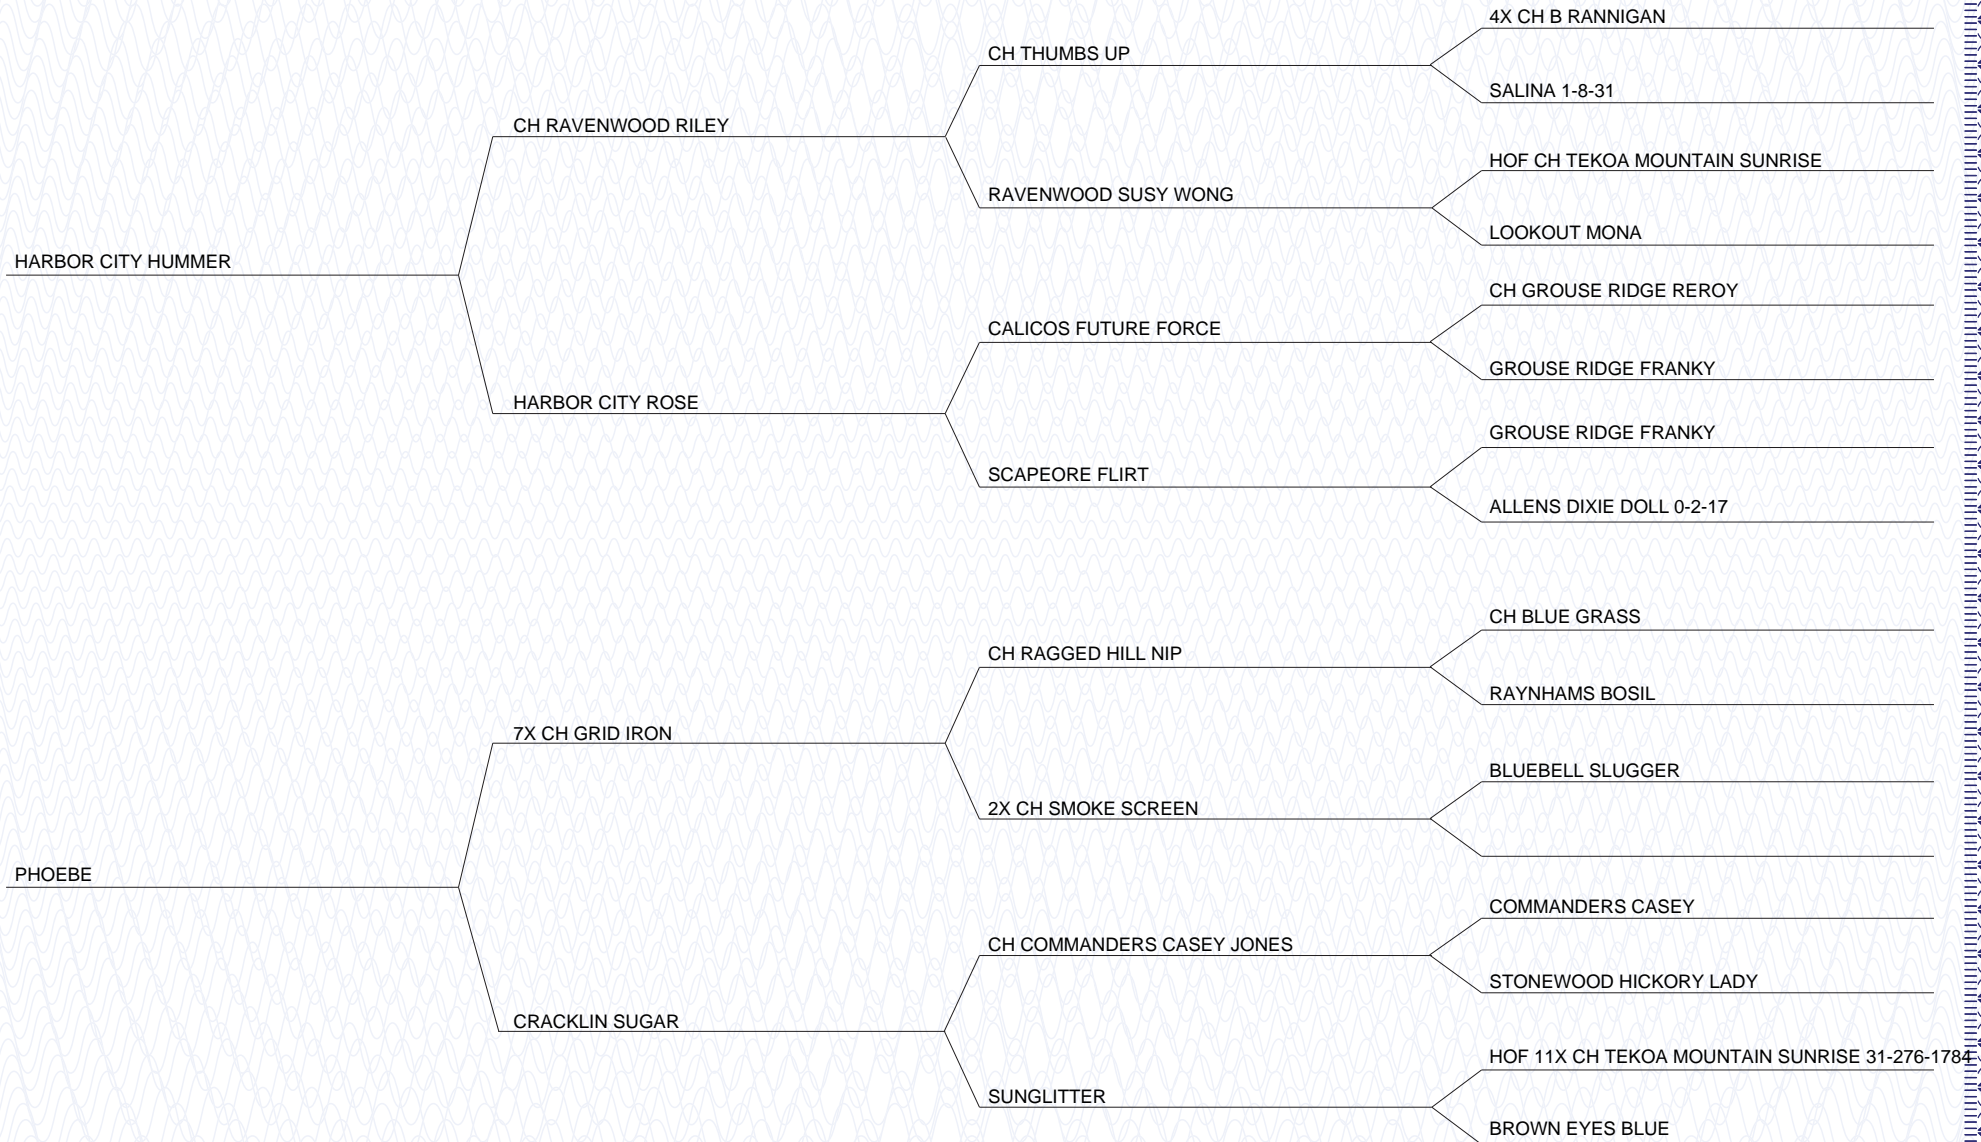 4X CH B RANNIGAN
CH THUMBS UP
SALINA 1-8-31
CH RAVENWOOD RILEY
HOF CH TEKOA MOUNTAIN SUNRISE
RAVENWOOD SUSY WONG
LOOKOUT MONA
HARBOR CITY HUMMER
CH GROUSE RIDGE REROY
CALICOS FUTURE FORCE
GROUSE RIDGE FRANKY
HARBOR CITY ROSE
GROUSE RIDGE FRANKY
SCAPEORE FLIRT
ALLENS DIXIE DOLL 0-2-17
CH BLUE GRASS
CH RAGGED HILL NIP
RAYNHAMS BOSIL
7X CH GRID IRON
BLUEBELL SLUGGER
2X CH SMOKE SCREEN
PHOEBE
COMMANDERS CASEY
CH COMMANDERS CASEY JONES
STONEWOOD HICKORY LADY
CRACKLIN SUGAR
HOF 11X CH TEKOA MOUNTAIN SUNRISE 31-276-1784
SUNGLITTER
BROWN EYES BLUE